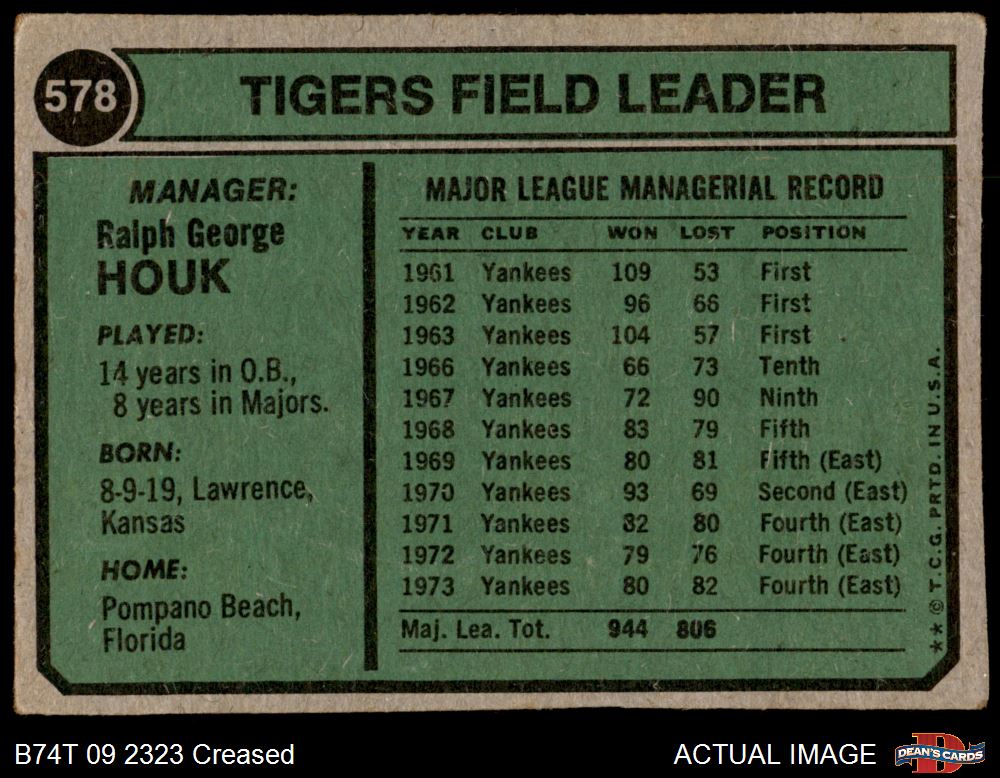 578
TIGERS FIELD LEADER
MANAGER:
Ralph George
HOUK
PLAYED:
14 years in O.B.,
8 years in Majors.
BORN:
8-9-19, Lawrence,
Kansas
HOME:
Pompano Beach,
Florida
MAJOR LEAGUE MANAGERIAL RECORD
YEAR CLUB WON LOST POSITION
1961 Yankees 109 53 First
1962 Yankees 96 66 First
1963 Yankees 104 57 First
1966 Yankees 66 73 Tenth
1967 Yankees 72 90 Ninth
1968 Yankees 83 79 Fifth
1969 Yankees 80 81 Fifth (East)
1970 Yankees 93 69 Second (East)
1971 Yankees 82 80 Fourth (East)
1972 Yankees 79 76 Fourth (East)
1973 Yankees 80 82 Fourth (East)
Maj. Lea. Tot. 944 806
** © T.C.G. PRTD. IN U.S.A.
B74T 09 2323 Creased
ACTUAL IMAGE
DEAN'S CARDS